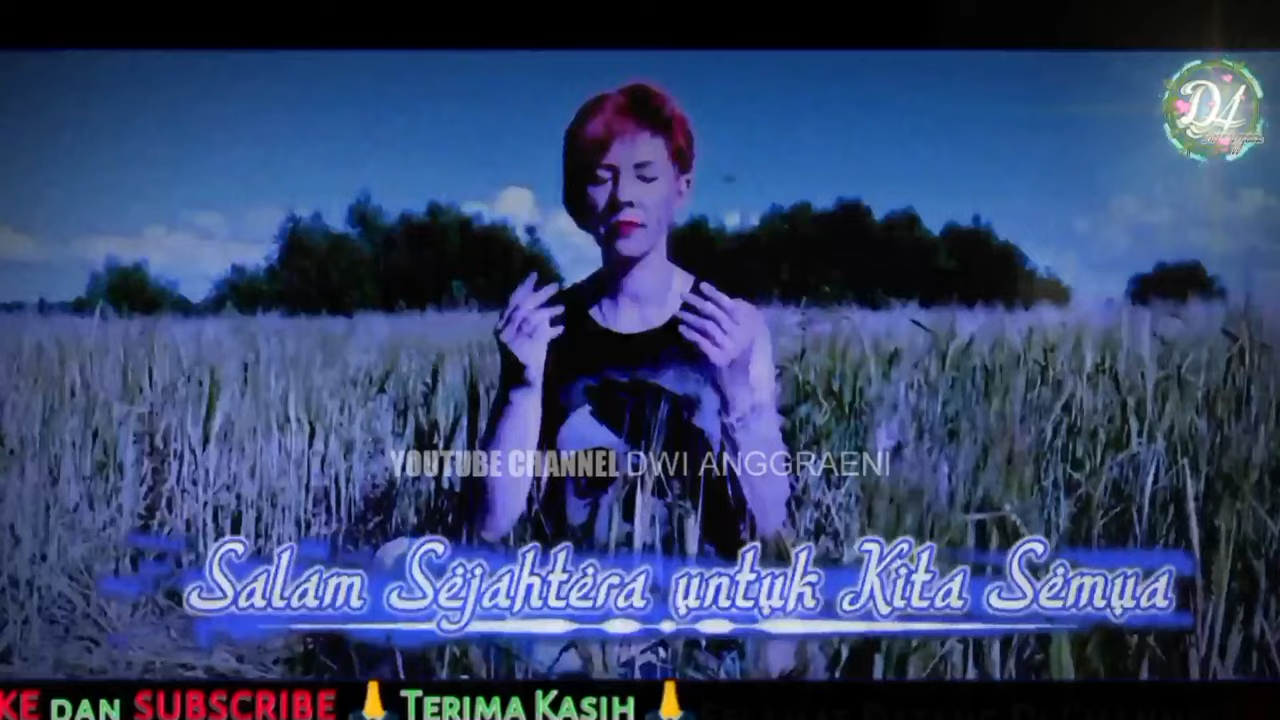 D4
YOUTUBE CHANNEL DWI ANGGRAENI
Salam Sejahtera untuk Kita Semua
KE DAN SUBSCRIBE 🙏 TERIMA KASIH 🙏